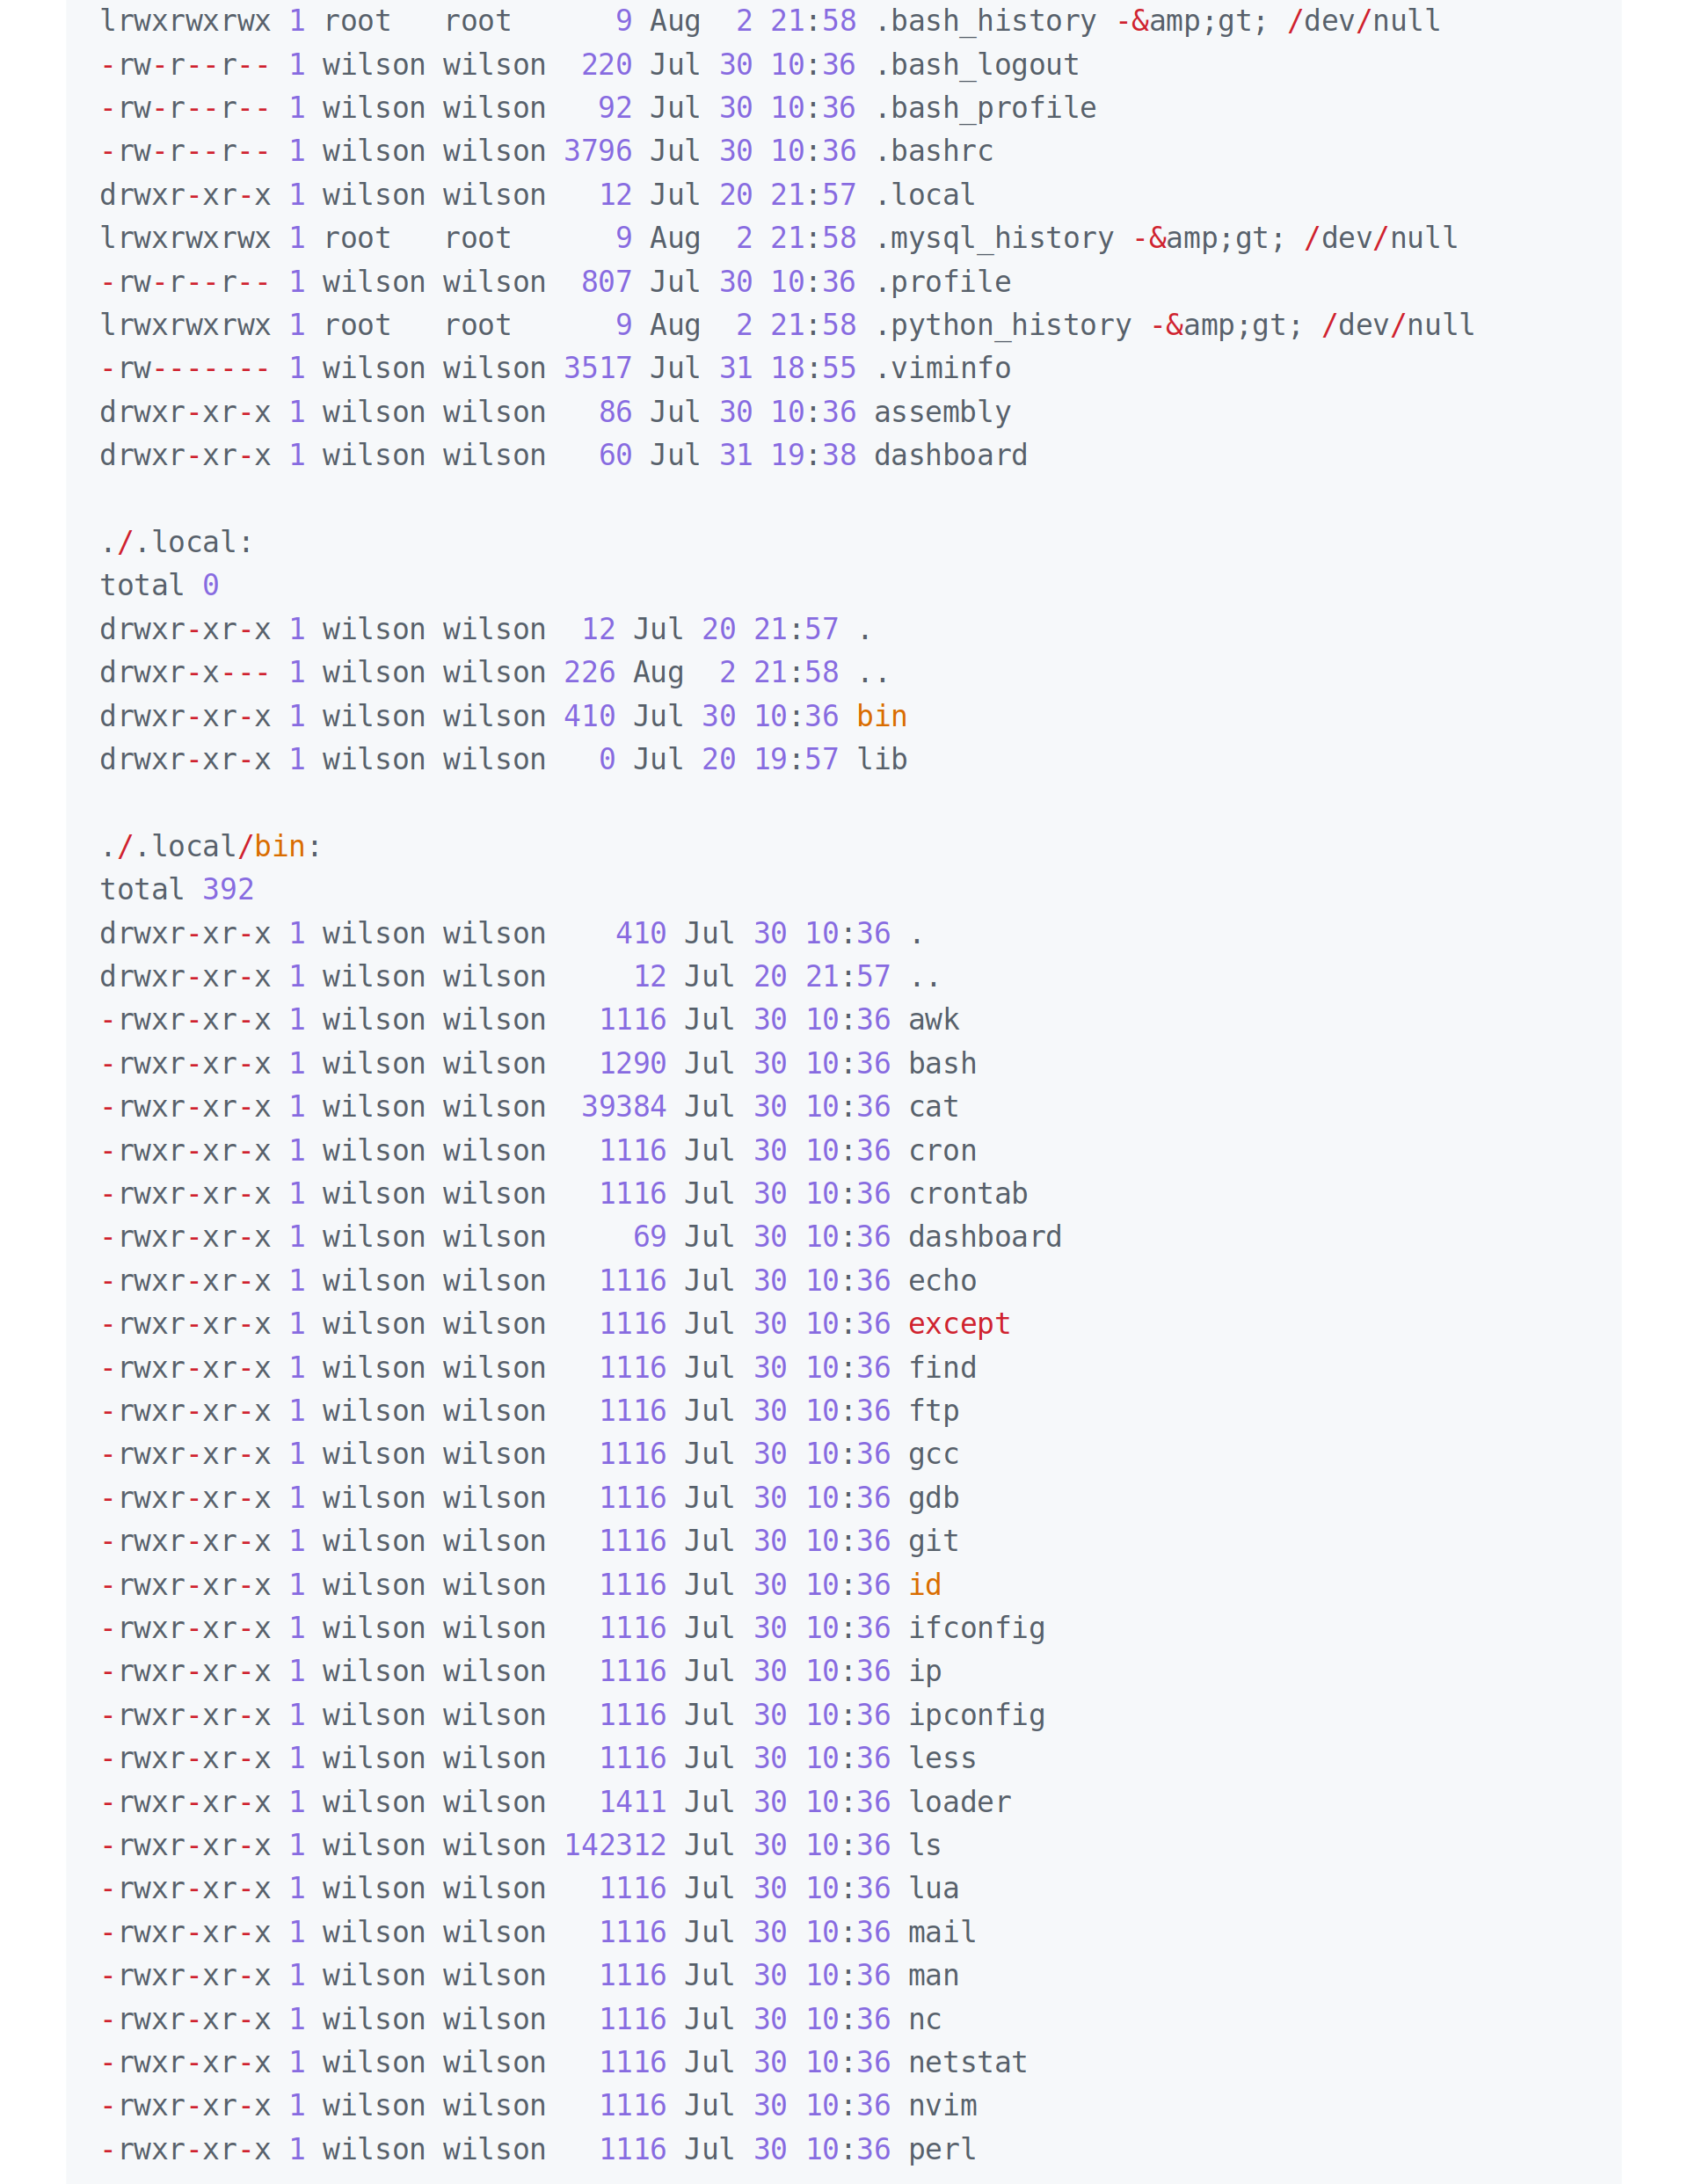 lrwxrwxrwx 1 root   root      9 Aug  2 21:58 .bash_history -&amp;gt; /dev/null
-rw-r--r-- 1 wilson wilson  220 Jul 30 10:36 .bash_logout
-rw-r--r-- 1 wilson wilson   92 Jul 30 10:36 .bash_profile
-rw-r--r-- 1 wilson wilson 3796 Jul 30 10:36 .bashrc
drwxr-xr-x 1 wilson wilson   12 Jul 20 21:57 .local
lrwxrwxrwx 1 root   root      9 Aug  2 21:58 .mysql_history -&amp;gt; /dev/null
-rw-r--r-- 1 wilson wilson  807 Jul 30 10:36 .profile
lrwxrwxrwx 1 root   root      9 Aug  2 21:58 .python_history -&amp;gt; /dev/null
-rw------- 1 wilson wilson 3517 Jul 31 18:55 .viminfo
drwxr-xr-x 1 wilson wilson   86 Jul 30 10:36 assembly
drwxr-xr-x 1 wilson wilson   60 Jul 31 19:38 dashboard

./.local:
total 0
drwxr-xr-x 1 wilson wilson  12 Jul 20 21:57 .
drwxr-x--- 1 wilson wilson 226 Aug  2 21:58 ..
drwxr-xr-x 1 wilson wilson 410 Jul 30 10:36 bin
drwxr-xr-x 1 wilson wilson   0 Jul 20 19:57 lib

./.local/bin:
total 392
drwxr-xr-x 1 wilson wilson    410 Jul 30 10:36 .
drwxr-xr-x 1 wilson wilson     12 Jul 20 21:57 ..
-rwxr-xr-x 1 wilson wilson   1116 Jul 30 10:36 awk
-rwxr-xr-x 1 wilson wilson   1290 Jul 30 10:36 bash
-rwxr-xr-x 1 wilson wilson  39384 Jul 30 10:36 cat
-rwxr-xr-x 1 wilson wilson   1116 Jul 30 10:36 cron
-rwxr-xr-x 1 wilson wilson   1116 Jul 30 10:36 crontab
-rwxr-xr-x 1 wilson wilson     69 Jul 30 10:36 dashboard
-rwxr-xr-x 1 wilson wilson   1116 Jul 30 10:36 echo
-rwxr-xr-x 1 wilson wilson   1116 Jul 30 10:36 except
-rwxr-xr-x 1 wilson wilson   1116 Jul 30 10:36 find
-rwxr-xr-x 1 wilson wilson   1116 Jul 30 10:36 ftp
-rwxr-xr-x 1 wilson wilson   1116 Jul 30 10:36 gcc
-rwxr-xr-x 1 wilson wilson   1116 Jul 30 10:36 gdb
-rwxr-xr-x 1 wilson wilson   1116 Jul 30 10:36 git
-rwxr-xr-x 1 wilson wilson   1116 Jul 30 10:36 id
-rwxr-xr-x 1 wilson wilson   1116 Jul 30 10:36 ifconfig
-rwxr-xr-x 1 wilson wilson   1116 Jul 30 10:36 ip
-rwxr-xr-x 1 wilson wilson   1116 Jul 30 10:36 ipconfig
-rwxr-xr-x 1 wilson wilson   1116 Jul 30 10:36 less
-rwxr-xr-x 1 wilson wilson   1411 Jul 30 10:36 loader
-rwxr-xr-x 1 wilson wilson 142312 Jul 30 10:36 ls
-rwxr-xr-x 1 wilson wilson   1116 Jul 30 10:36 lua
-rwxr-xr-x 1 wilson wilson   1116 Jul 30 10:36 mail
-rwxr-xr-x 1 wilson wilson   1116 Jul 30 10:36 man
-rwxr-xr-x 1 wilson wilson   1116 Jul 30 10:36 nc
-rwxr-xr-x 1 wilson wilson   1116 Jul 30 10:36 netstat
-rwxr-xr-x 1 wilson wilson   1116 Jul 30 10:36 nvim
-rwxr-xr-x 1 wilson wilson   1116 Jul 30 10:36 perl